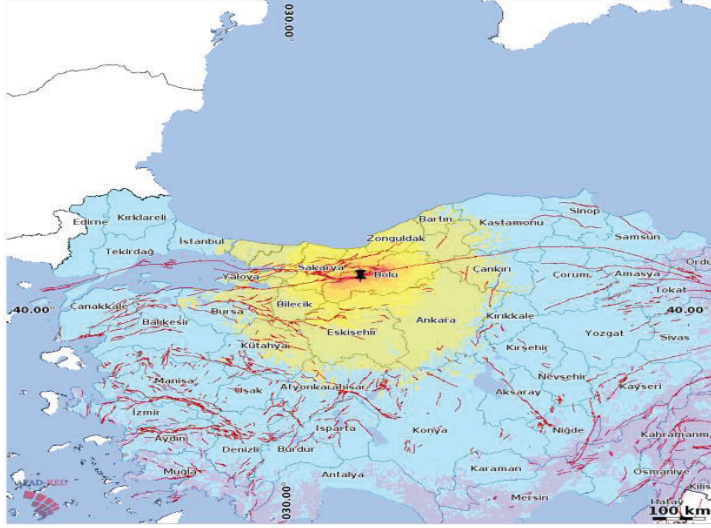 030.00°
Edirne
Kırklareli
Tekirdağ
İstanbul
Bartın
Kastamonu
Sinop
Samsun
Zonguldak
Sakarya
Bolu
Yalova
Çankırı
Çorum
Amasya
Ordu
Tokat
40.00°
Çanakkale
Bursa
Bilecik
Balıkesir
Eskişehir
Ankara
Kırıkkale
Yozgat
Sivas
40.00°
Kütahya
Kırşehir
Manisa
Uşak
Afyonkarahisar
Nevşehir
Kayseri
Aksaray
İzmir
Isparta
Konya
Niğde
Kahramanm
Aydın
Denizli
Burdur
Muğla
Antalya
Karaman
Osmaniye
Mersin
Hatay
Kilis
AFAD-RED
030.00°
100 km